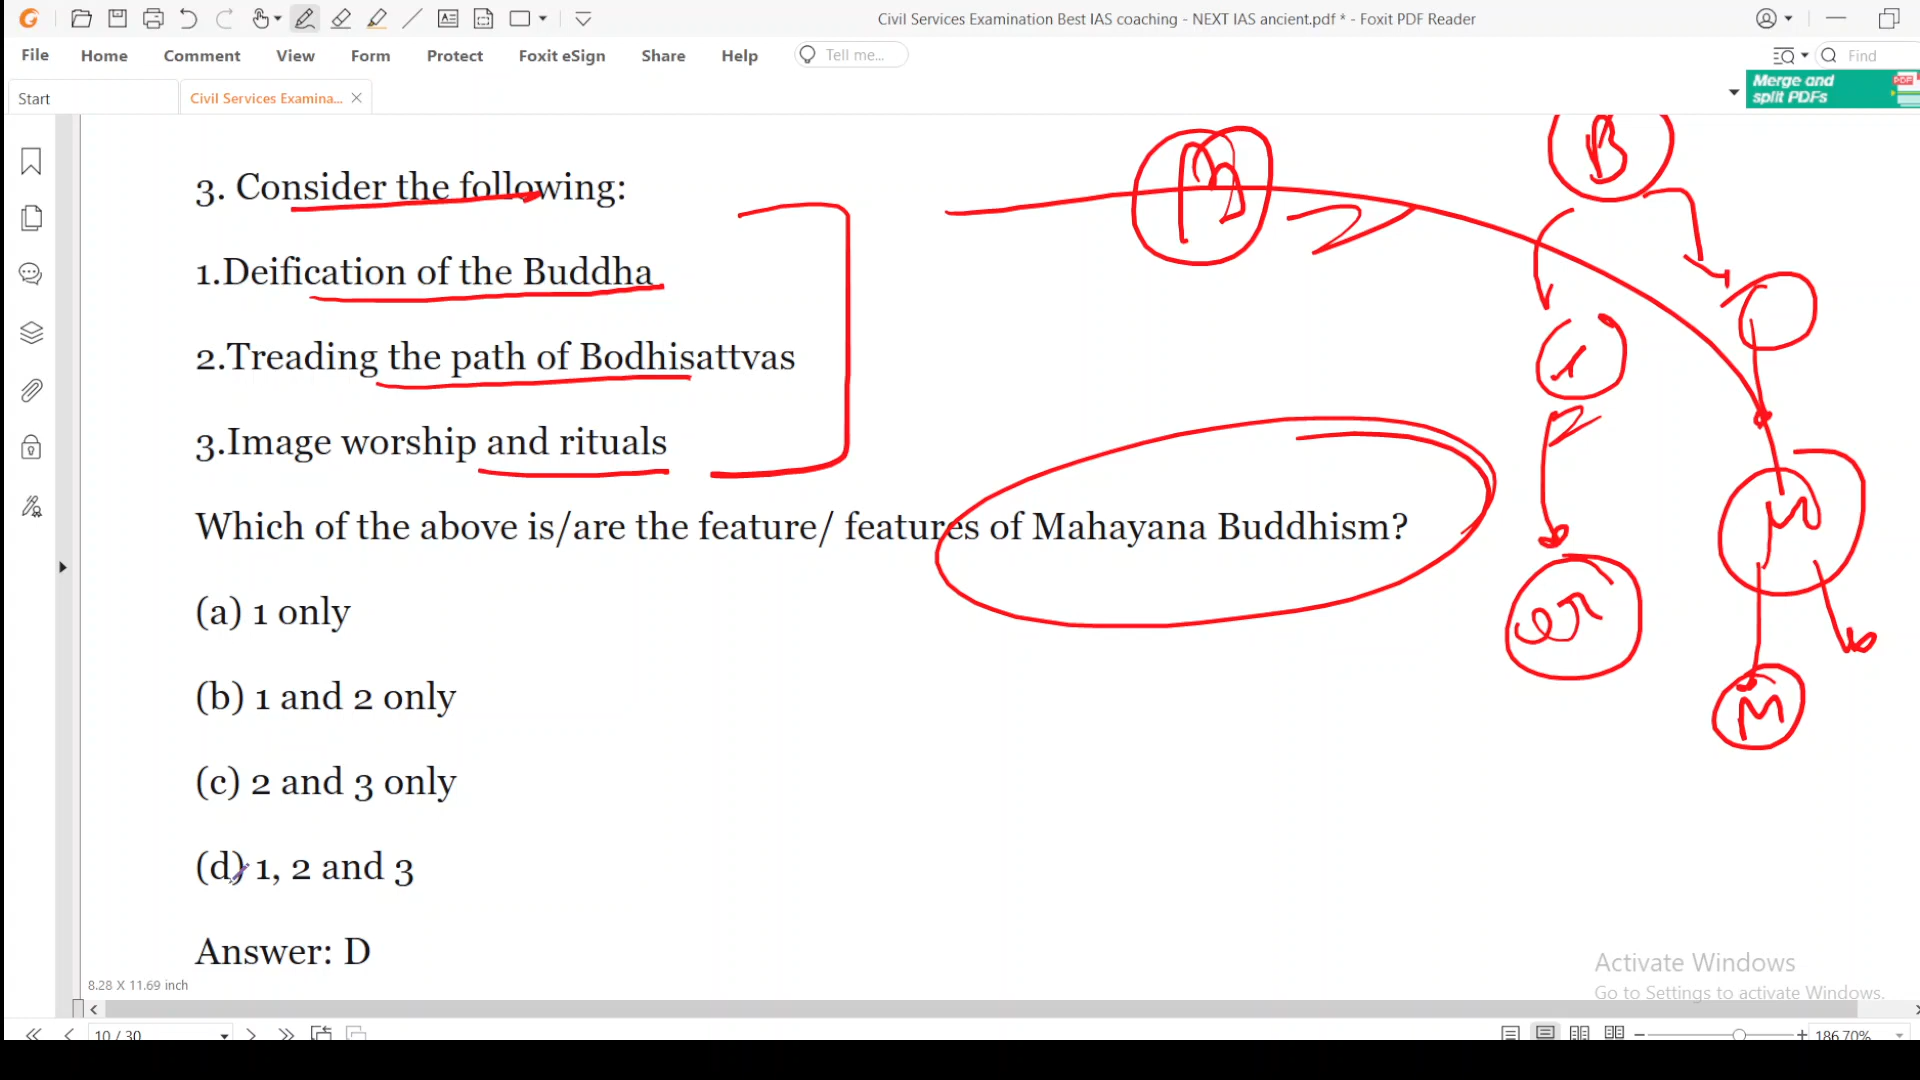 Civil Services Examination Best IAS coaching - NEXT IAS ancient.pdf * - Foxit PDF Reader
File Home Comment View Form Protect Foxit eSign Share Help Tell me... Find
Start Civil Services Examina... Merge and
split PDFs
3. Consider the following:
1.Deification of the Buddha
2.Treading the path of Bodhisattvas
3.Image worship and rituals
Which of the above is/are the feature/ features of Mahayana Buddhism?
(a) 1 only
(b) 1 and 2 only
(c) 2 and 3 only
(d) 1, 2 and 3
Answer: D
B
M
M
8.28 X 11.69 inch
Activate Windows
Go to Settings to activate Windows.
10 / 30 186.70%